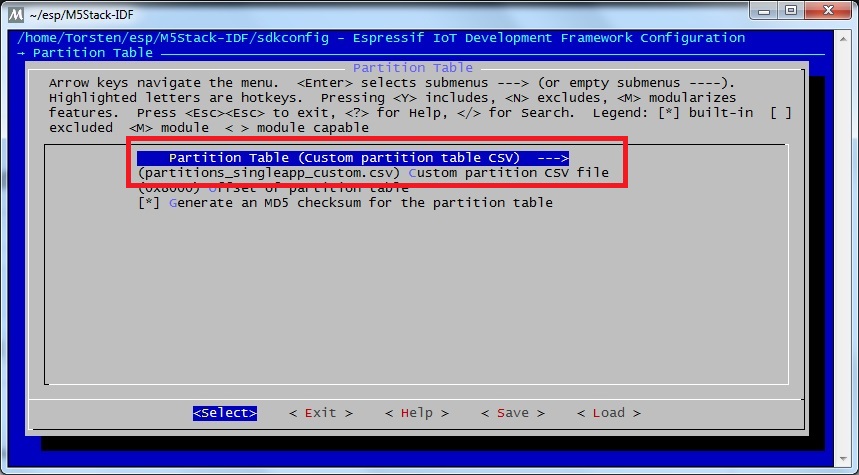 M ~/esp/M5Stack-IDF
/home/Torsten/esp/M5Stack-IDF/sdkconfig - Espressif IoT Development Framework Configuration
→ Partition Table
Partition Table
Arrow keys navigate the menu.  <Enter> selects submenus ---> (or empty submenus ----).
Highlighted letters are hotkeys.  Pressing <Y> includes, <N> excludes, <M> modularizes
features.  Press <Esc><Esc> to exit, <?> for Help, </> for Search.  Legend: [*] built-in  [ ]
excluded  <M> module  < > module capable
Partition Table (Custom partition table CSV)  --->
(partitions_singleapp_custom.csv) Custom partition CSV file
(0x8000) Offset of partition table
[*] Generate an MD5 checksum for the partition table
<Select>    < Exit >    < Help >    < Save >    < Load >